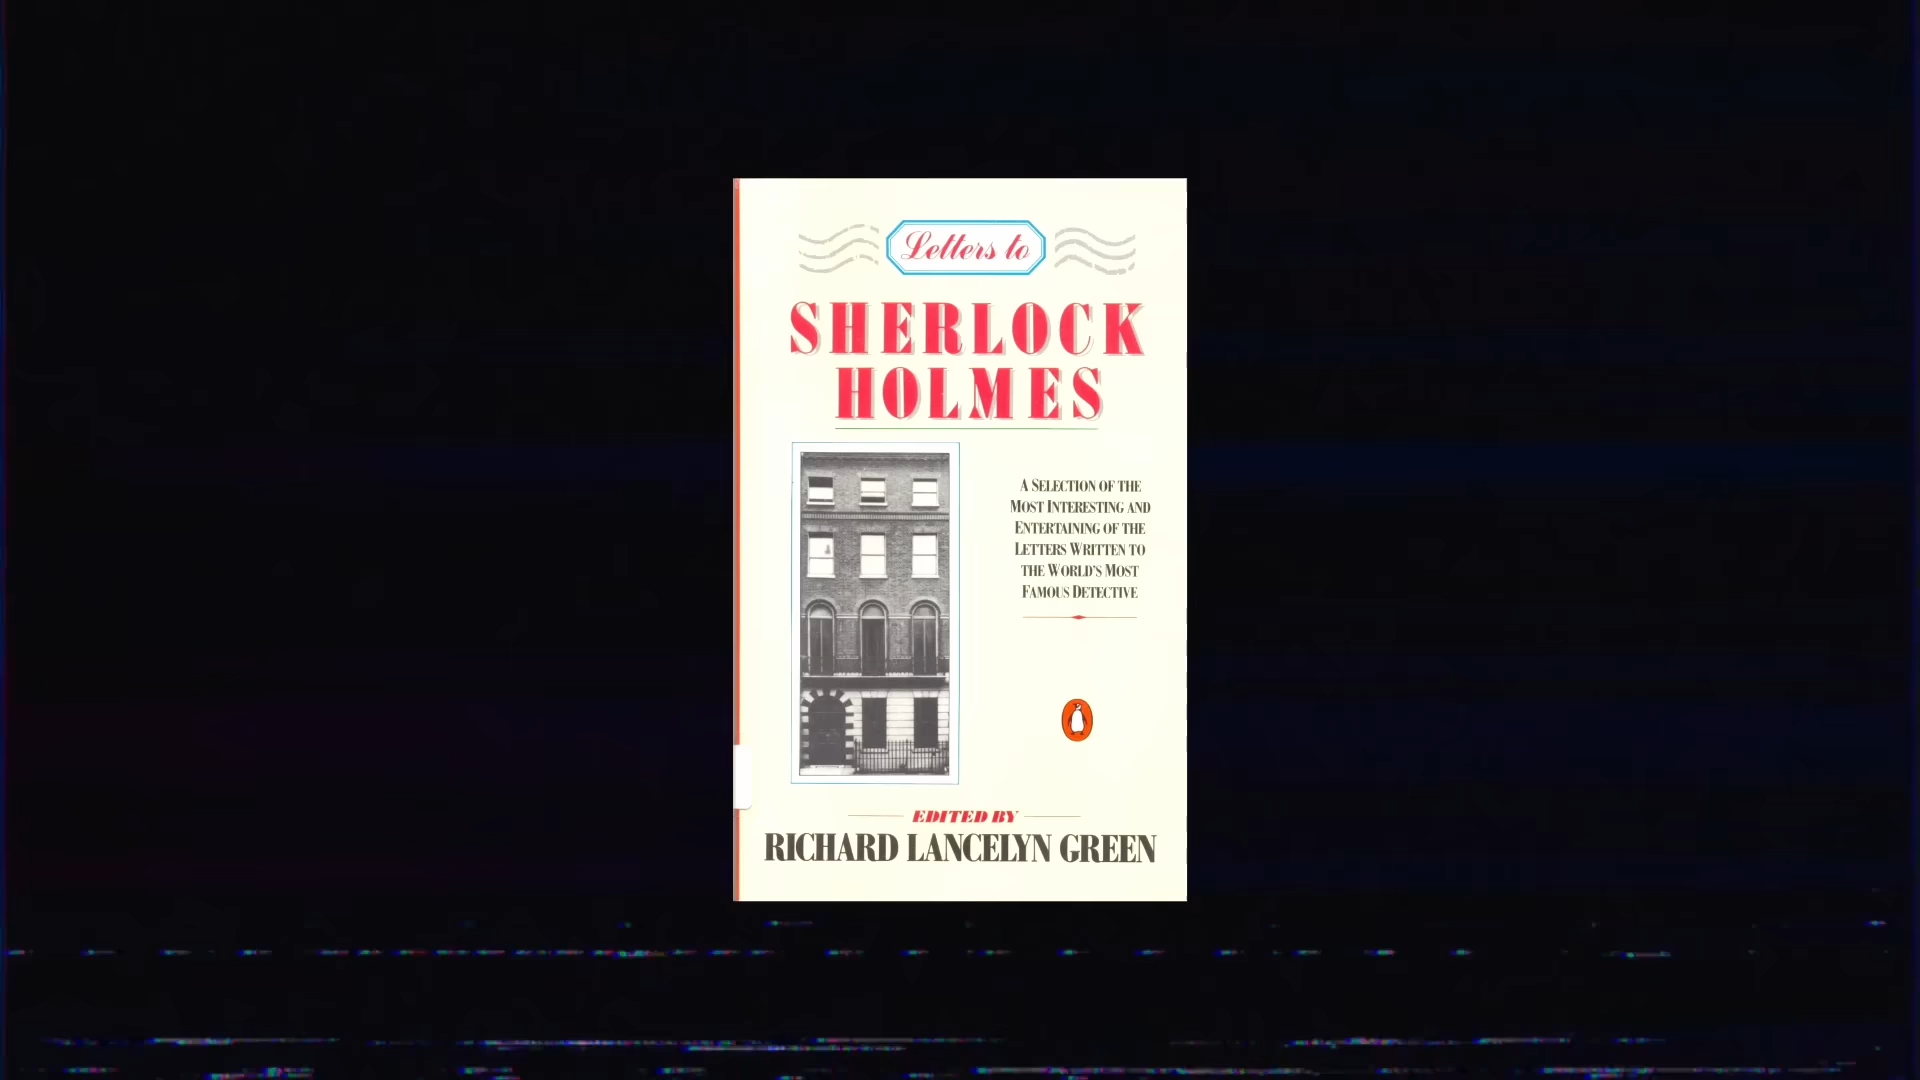 Letters to
SHERLOCK
HOLMES
A SELECTION OF THE
MOST INTERESTING AND
ENTERTAINING OF THE
LETTERS WRITTEN TO
THE WORLD'S MOST
FAMOUS DETECTIVE
EDITED BY
RICHARD LANCELYN GREEN